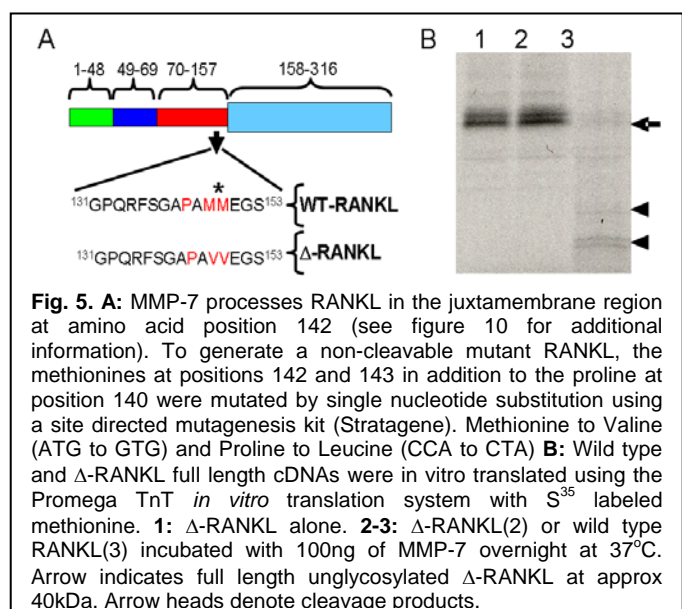 A
B 1 2 3
1-48 49-69 70-157 158-316
*
¹³¹GPQRFSGAPAMMEGS¹⁵³ WT-RANKL
¹³¹GPQRFSGAPAVVEGS¹⁵³ Δ-RANKL
Fig. 5. A: MMP-7 processes RANKL in the juxtamembrane region
at amino acid position 142 (see figure 10 for additional
information). To generate a non-cleavable mutant RANKL, the
methionines at positions 142 and 143 in addition to the proline at
position 140 were mutated by single nucleotide substitution using
a site directed mutagenesis kit (Stratagene). Methionine to Valine
(ATG to GTG) and Proline to Leucine (CCA to CTA) B: Wild type
and Δ-RANKL full length cDNAs were in vitro translated using the
Promega TnT in vitro translation system with S³⁵ labeled
methionine. 1: Δ-RANKL alone. 2-3: Δ-RANKL(2) or wild type
RANKL(3) incubated with 100ng of MMP-7 overnight at 37°C.
Arrow indicates full length unglycosylated Δ-RANKL at approx
40kDa. Arrow heads denote cleavage products.